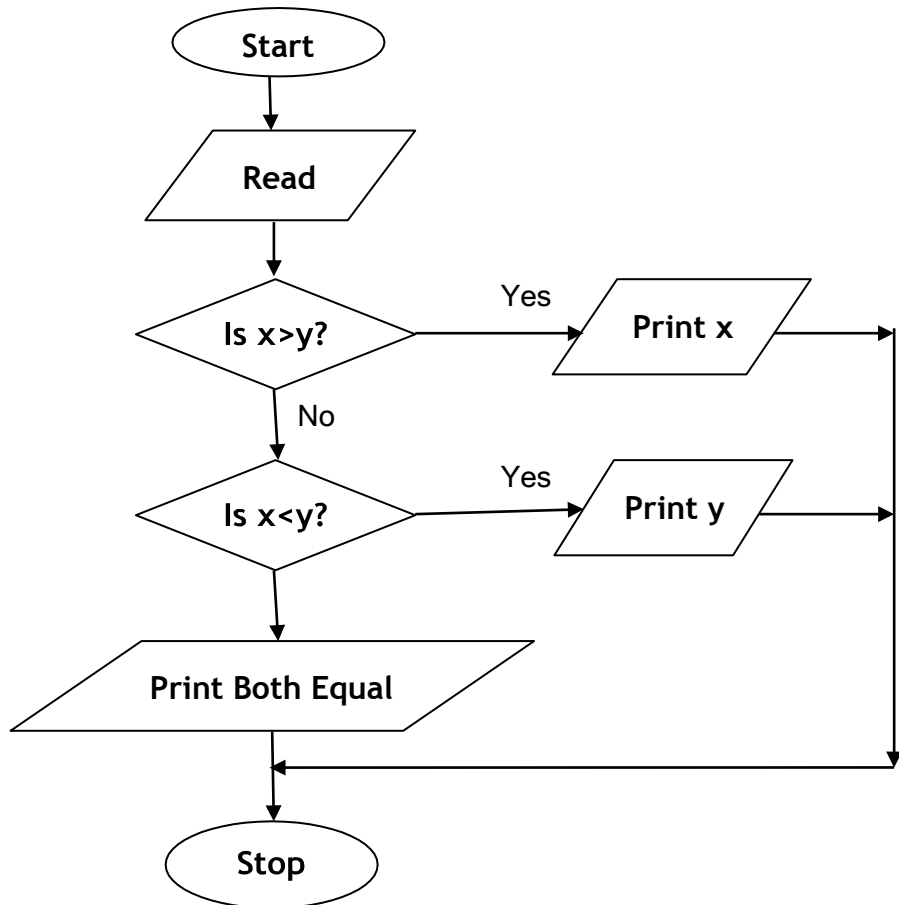 Start
Read
Is x>y?
Yes
Print x
No
Is x<y?
Yes
Print y
Print Both Equal
Stop